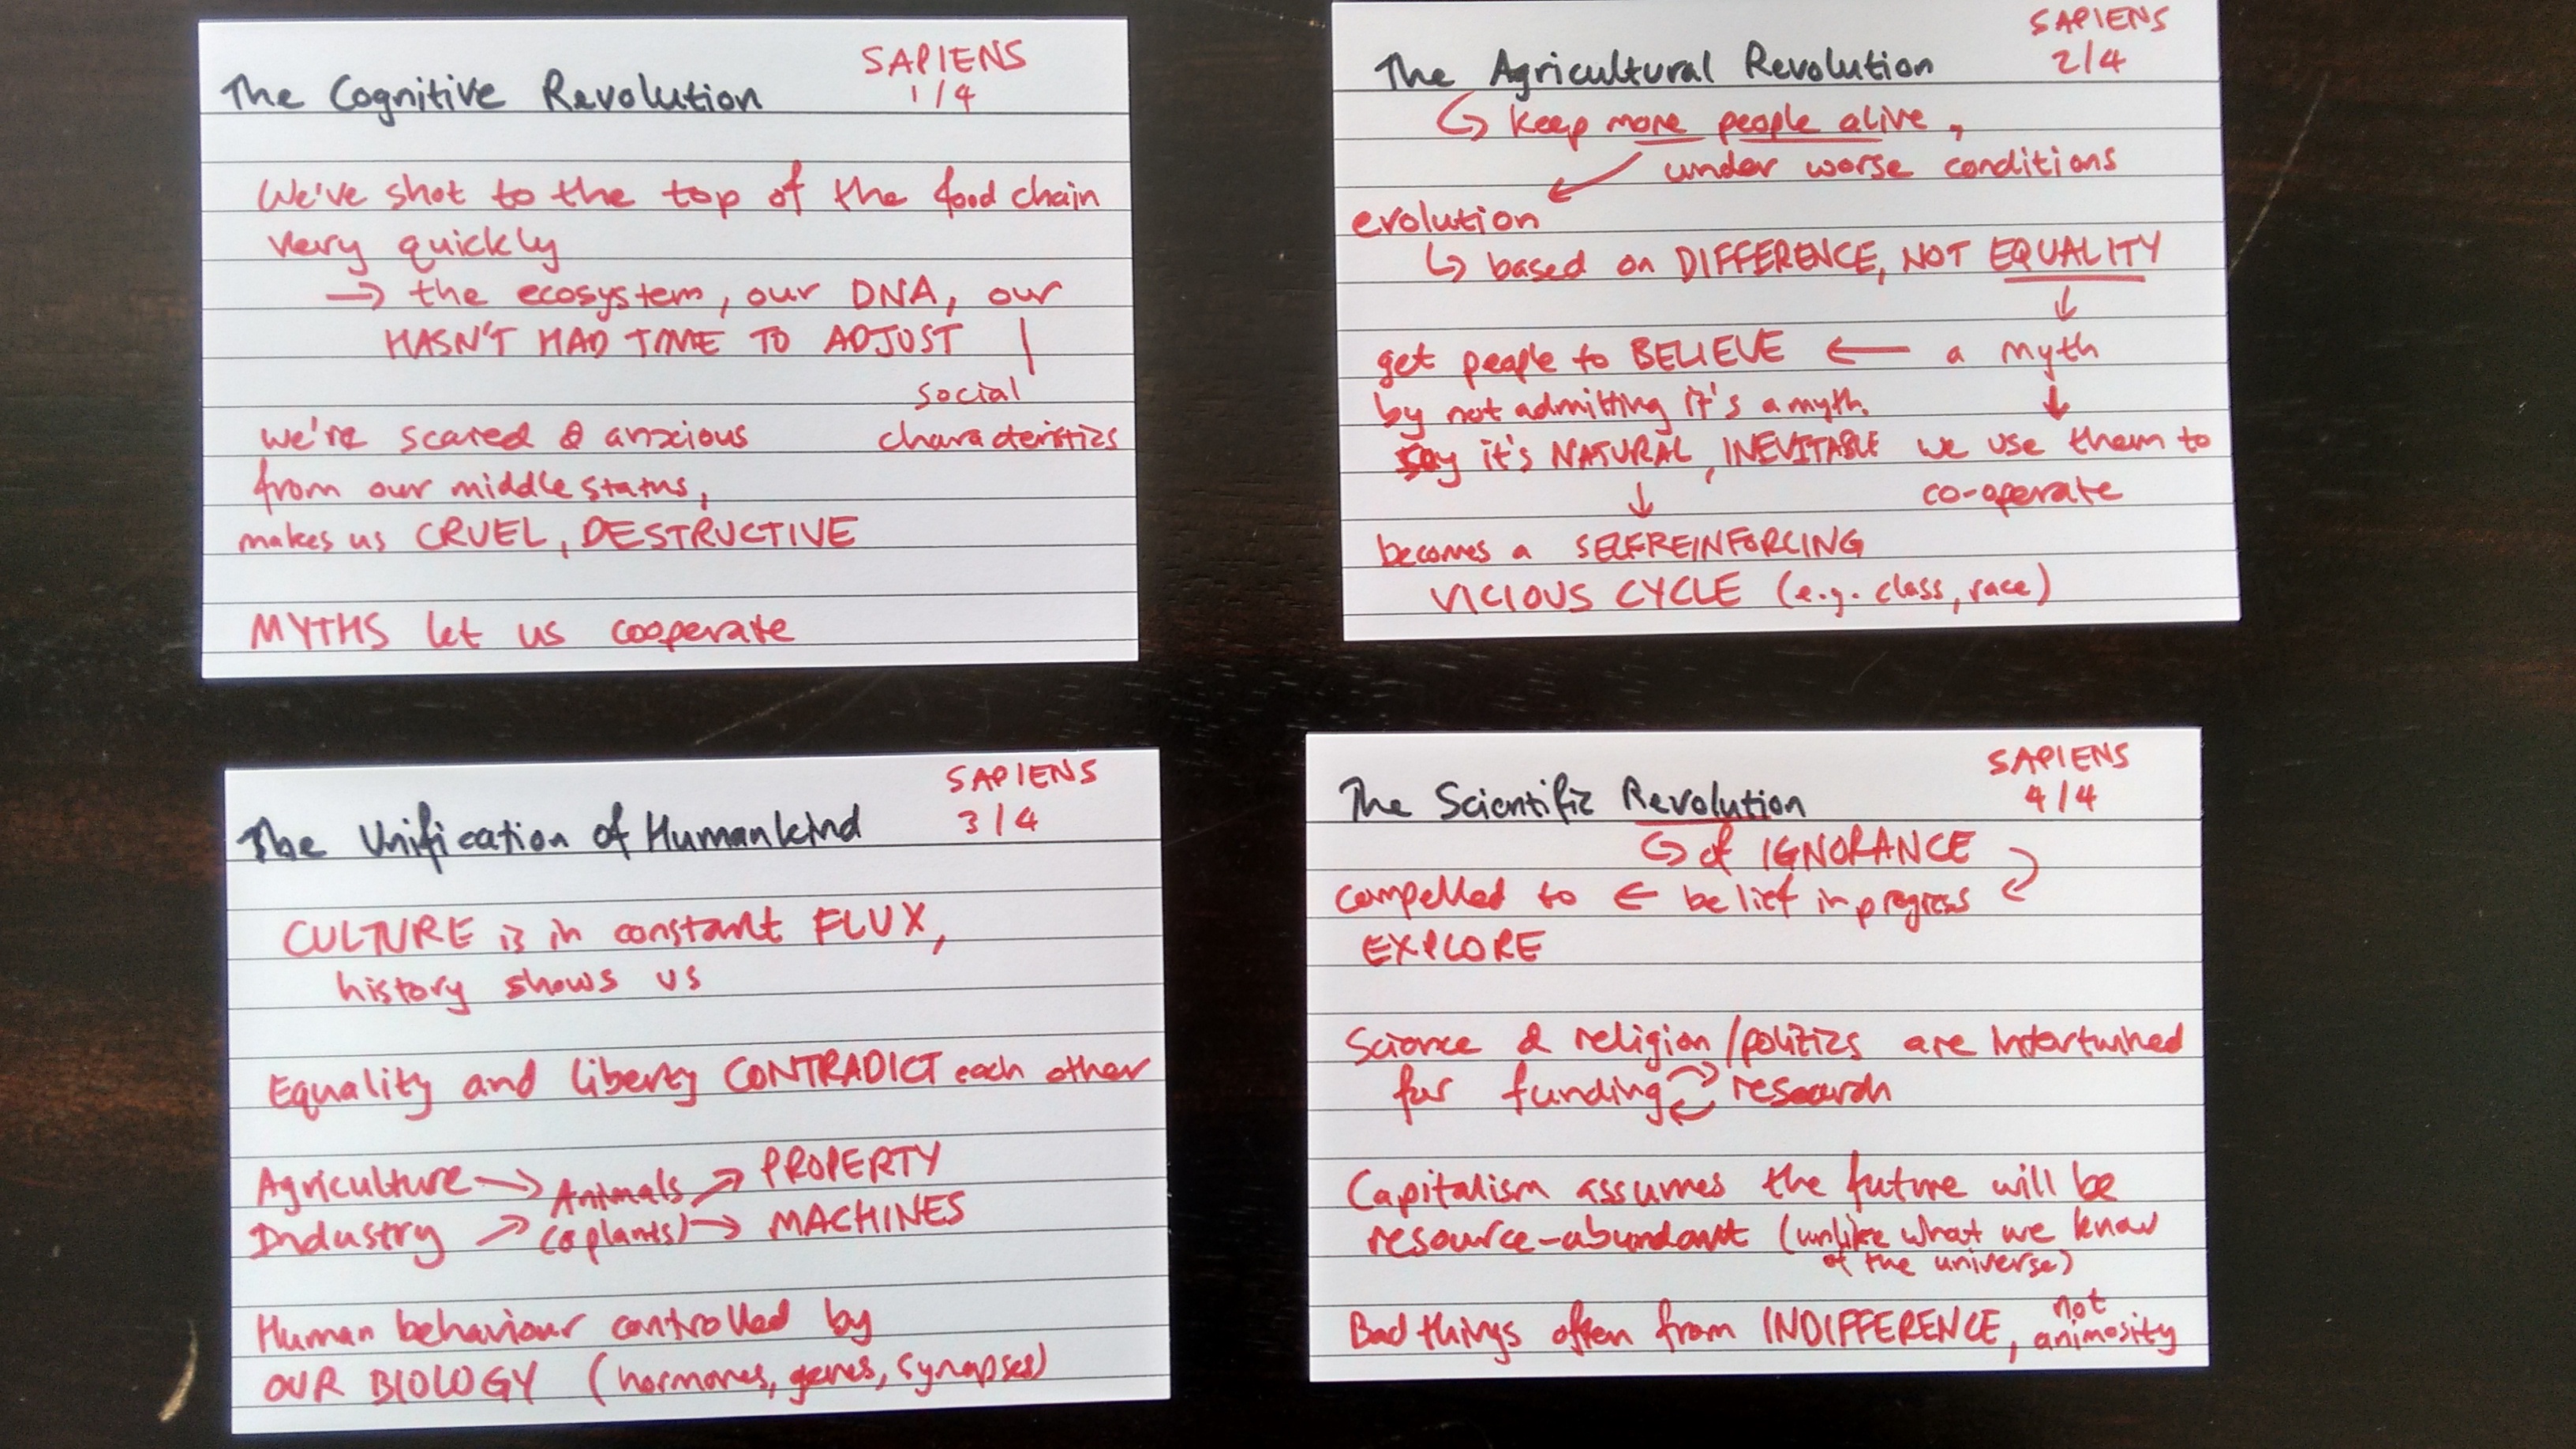 SAPIENS
The Cognitive Revolution 1/4
We've shot to the top of the food chain
very quickly
→ the ecosystem, our DNA, our
HASN'T HAD TIME TO ADJUST
social
we're scared & anxious characteristics
from our middle status,
makes us CRUEL, DESTRUCTIVE
MYTHS let us cooperate
SAPIENS
The Agricultural Revolution 2/4
↳ keep more people alive,
under worse conditions
evolution
↳ based on DIFFERENCE, NOT EQUALITY
↓
get people to BELIEVE ← a myth
by not admitting it's a myth. ↓
say it's NATURAL, INEVITABLE we use them to
↓ co-operate
becomes a SELFREINFORCING
VICIOUS CYCLE (e.g. class, race)
SAPIENS
The Unification of Humankind 3/4
CULTURE is in constant FLUX,
history shows us
Equality and liberty CONTRADICT each other
Agriculture → Animals → PROPERTY
Industry → (& plants) → MACHINES
Human behaviour controlled by
OUR BIOLOGY (hormones, genes, synapses)
SAPIENS
The Scientific Revolution 4/4
↳ of IGNORANCE
compelled to ← belief in progress
EXPLORE
Science & religion/politics are intertwined
for funding ⇄ research
Capitalism assumes the future will be
resource-abundant (unlike what we know
of the universe)
Bad things often from INDIFFERENCE, not animosity